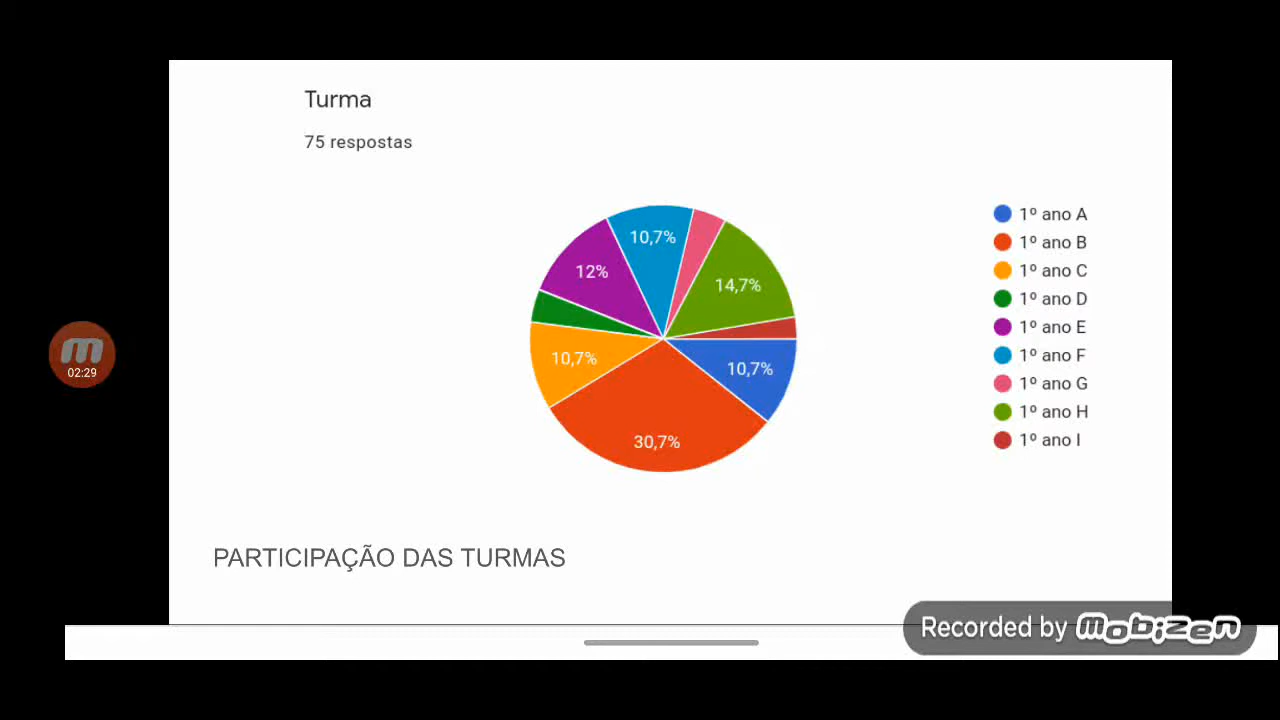 Turma
75 respostas
10,7%
12%
14,7%
10,7%
10,7%
30,7%
1º ano A
1º ano B
1º ano C
1º ano D
1º ano E
1º ano F
1º ano G
1º ano H
1º ano I
m
02:29
PARTICIPAÇÃO DAS TURMAS
Recorded by Mobizen